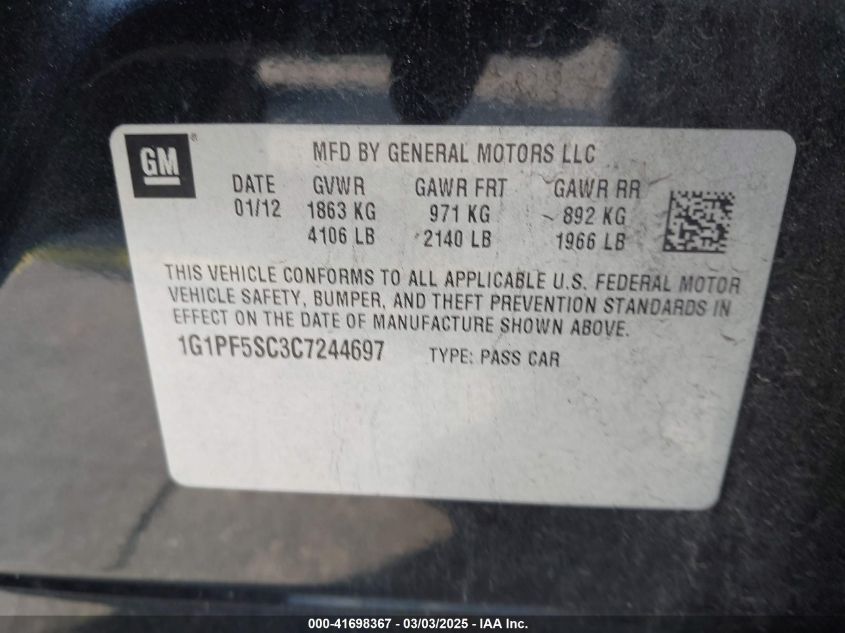 GM®
MFD BY GENERAL MOTORS LLC
DATE GVWR GAWR FRT GAWR RR
01/12 1863 KG 971 KG 892 KG
4106 LB 2140 LB 1966 LB
THIS VEHICLE CONFORMS TO ALL APPLICABLE U.S. FEDERAL MOTOR
VEHICLE SAFETY, BUMPER, AND THEFT PREVENTION STANDARDS IN
EFFECT ON THE DATE OF MANUFACTURE SHOWN ABOVE.
1G1PF5SC3C7244697 TYPE: PASS CAR
000-41698367 - 03/03/2025 - IAA Inc.